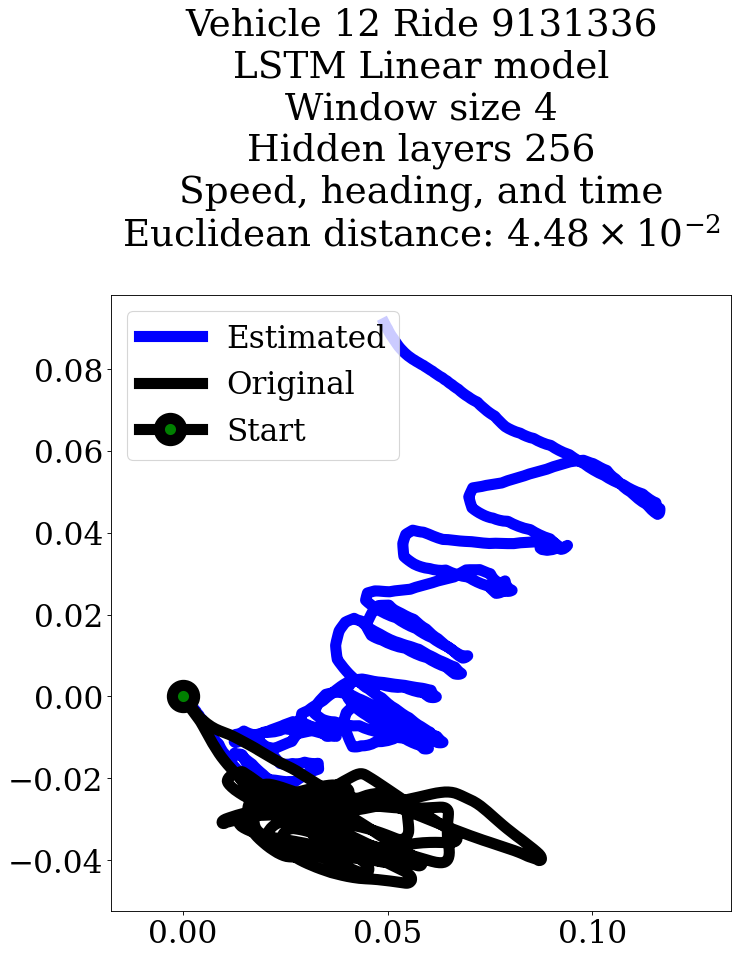 Vehicle 12 Ride 9131336
LSTM Linear model
Window size 4
Hidden layers 256
Speed, heading, and time
Euclidean distance: 4.48 × 10⁻²
Estimated
Original
Start
0.08
0.06
0.04
0.02
0.00
−0.02
−0.04
0.00 0.05 0.10